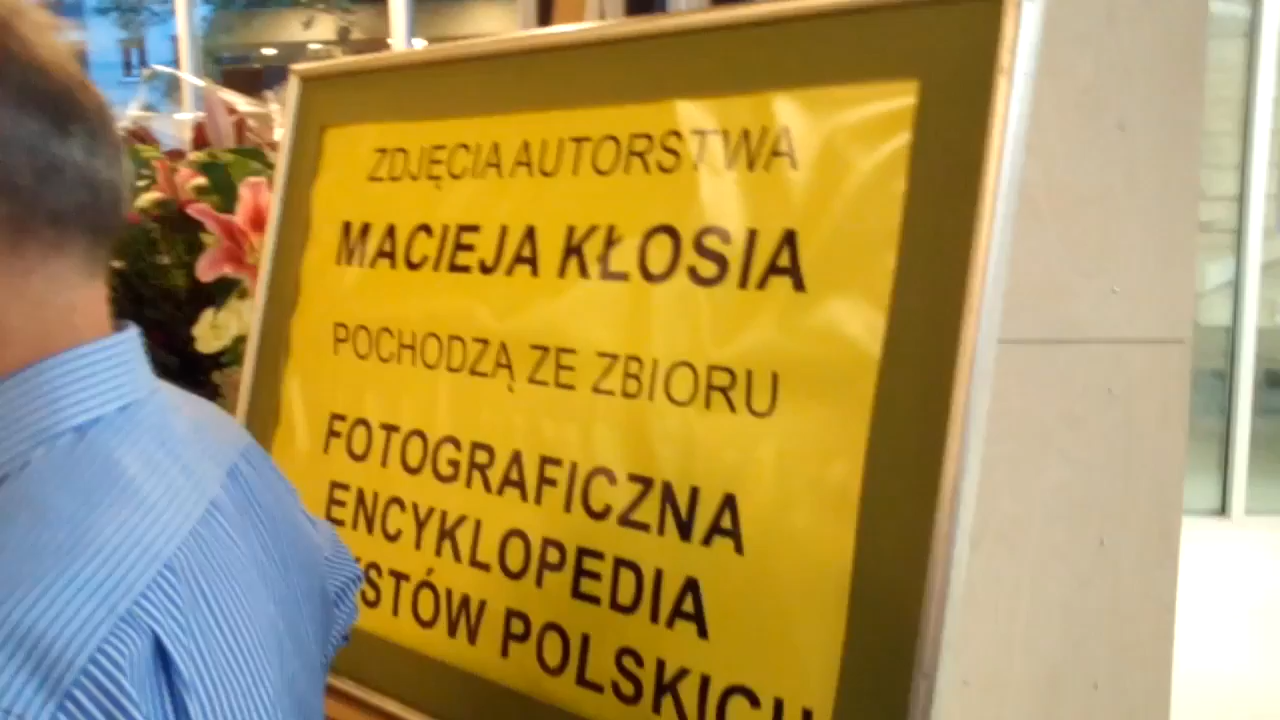 ZDJĘCIA AUTORSTWA
MACIEJA KŁOSIA
POCHODZĄ ZE ZBIORU
FOTOGRAFICZNA
ENCYKLOPEDIA
POLSKICH